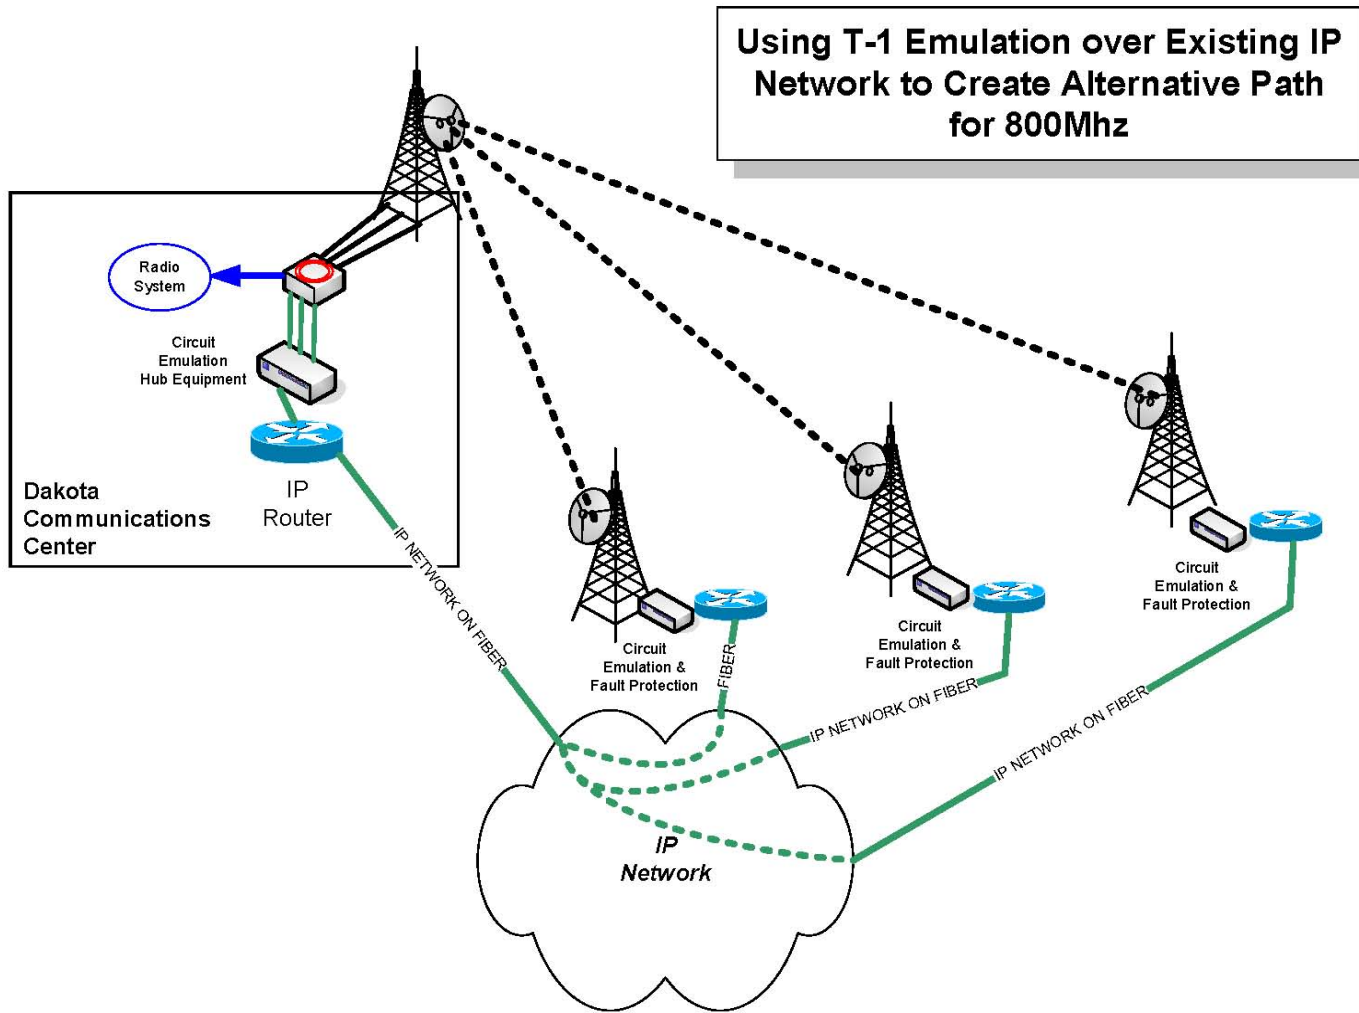 Using T-1 Emulation over Existing IP
Network to Create Alternative Path
for 800Mhz
Radio
System
Circuit
Emulation
Hub Equipment
IP
Router
Dakota
Communications
Center
IP NETWORK ON FIBER
Circuit
Emulation &
Fault Protection
FIBER
Circuit
Emulation &
Fault Protection
IP NETWORK ON FIBER
Circuit
Emulation &
Fault Protection
IP NETWORK ON FIBER
IP
Network